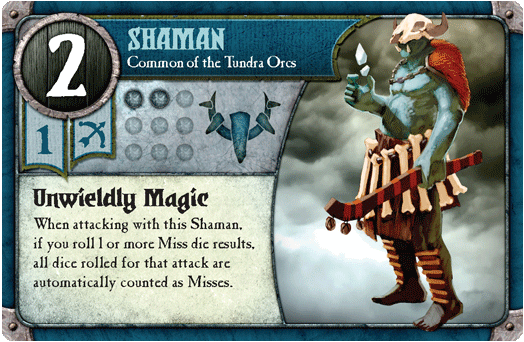 2
SHAMAN
Common of the Tundra Orcs
1
Unwieldly Magic
When attacking with this Shaman,
if you roll 1 or more Miss die results,
all dice rolled for that attack are
automatically counted as Misses.